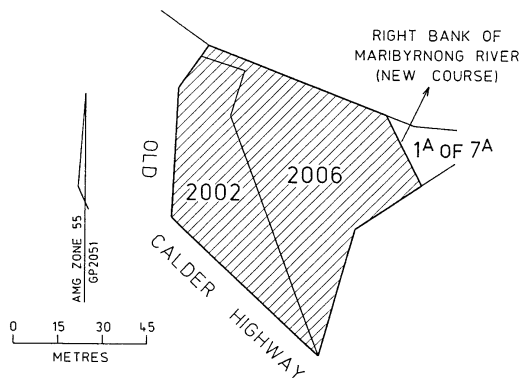 RIGHT BANK OF
MARIBYRNONG RIVER
(NEW COURSE)
1A OF 7A
OLD
2002
2006
CALDER HIGHWAY
AMG ZONE 55
GP2051
0 15 30 45
METRES